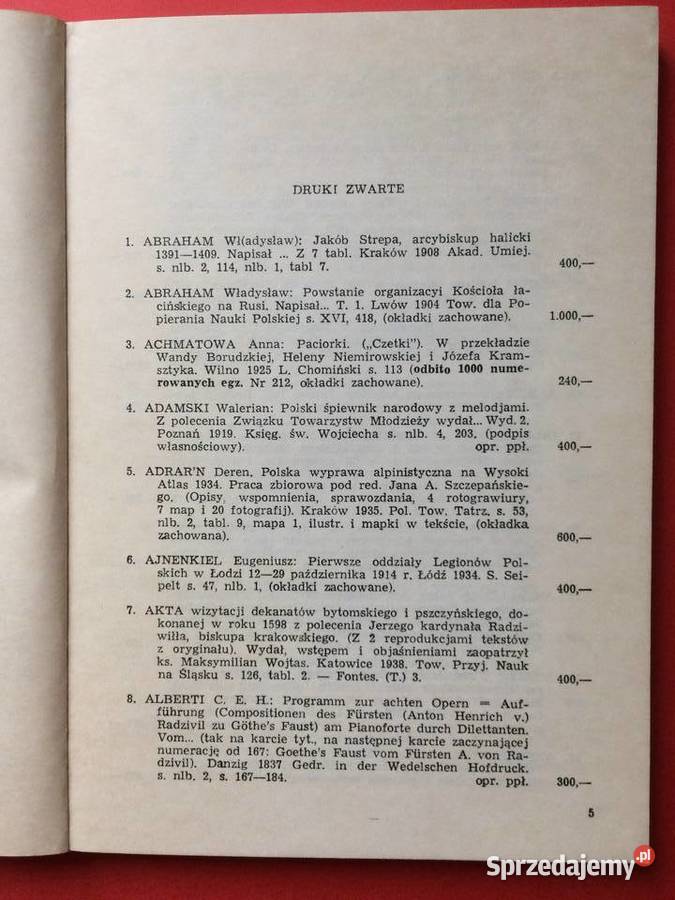 DRUKI ZWARTE
1. ABRAHAM Wł(adysław): Jakób Strepa, arcybiskup halicki
1391—1409. Napisał ... Z 7 tabl. Kraków 1908 Akad. Umiej.
s. nlb. 2, 114, nlb. 1, tabl 7. 400,—
2. ABRAHAM Władysław: Powstanie organizacyi Kościoła ła-
cińskiego na Rusi. Napisał... T. 1. Lwów 1904 Tow. dla Po-
pierania Nauki Polskiej s. XVI, 418, (okładki zachowane). 1.000,—
3. ACHMATOWA Anna: Paciorki. („Czetki"). W przekładzie
Wandy Borudzkiej, Heleny Niemirowskiej i Józefa Kram-
sztyka. Wilno 1925 L. Chomiński s. 113 (odbito 1000 nume-
rowanych egz. Nr 212, okładki zachowane). 240,—
4. ADAMSKI Walerian: Polski śpiewnik narodowy z melodjami.
Z polecenia Związku Towarzystw Młodzieży wydał... Wyd. 2.
Poznań 1919. Księg. św. Wojciecha s. nlb. 4, 203. (podpis
własnościowy). opr. ppł. 400,—
5. ADRAR'N Deren. Polska wyprawa alpinistyczna na Wysoki
Atlas 1934. Praca zbiorowa pod red. Jana A. Szczepańskie-
go. (Opisy, wspomnienia, sprawozdania, 4 rotograwiury,
7 map i 20 fotografij). Kraków 1935. Pol. Tow. Tatrz. s. 53,
nlb. 2, tabl. 9, mapa 1, ilustr. i mapki w tekście, (okładka
zachowana). 600,—
6. AJNENKIEL Eugeniusz: Pierwsze oddziały Legionów Pol-
skich w Łodzi 12—29 października 1914 r. Łódź 1934. S. Sei-
pelt s. 47, nlb. 1, (okładki zachowane). 400,—
7. AKTA wizytacji dekanatów bytomskiego i pszczyńskiego, do-
konanej w roku 1598 z polecenia Jerzego kardynała Radzi-
wiłła, biskupa krakowskiego. (Z 2 reprodukcjami tekstów
z oryginału). Wydał, wstępem i objaśnieniami zaopatrzył
ks. Maksymilian Wojtas. Katowice 1938. Tow. Przyj. Nauk
na Śląsku s. 126, tabl. 2. — Fontes. (T.) 3. 400,—
8. ALBERTI C. E. H.: Programm zur achten Opern = Auf-
führung (Compositionen des Fürsten (Anton Henrich v.)
Radzivil zu Göthe's Faust) am Pianoforte durch Dilettanten.
Vom... (tak na karcie tyt., na następnej karcie zaczynającej
numerację od 167: Goethe's Faust vom Fürsten A. von Ra-
dzivil). Danzig 1837 Gedr. in der Wedelschen Hofdruck.
s. nlb. 2, s. 167—184. opr. ppł. 300,—
5
Sprzedajemy.pl